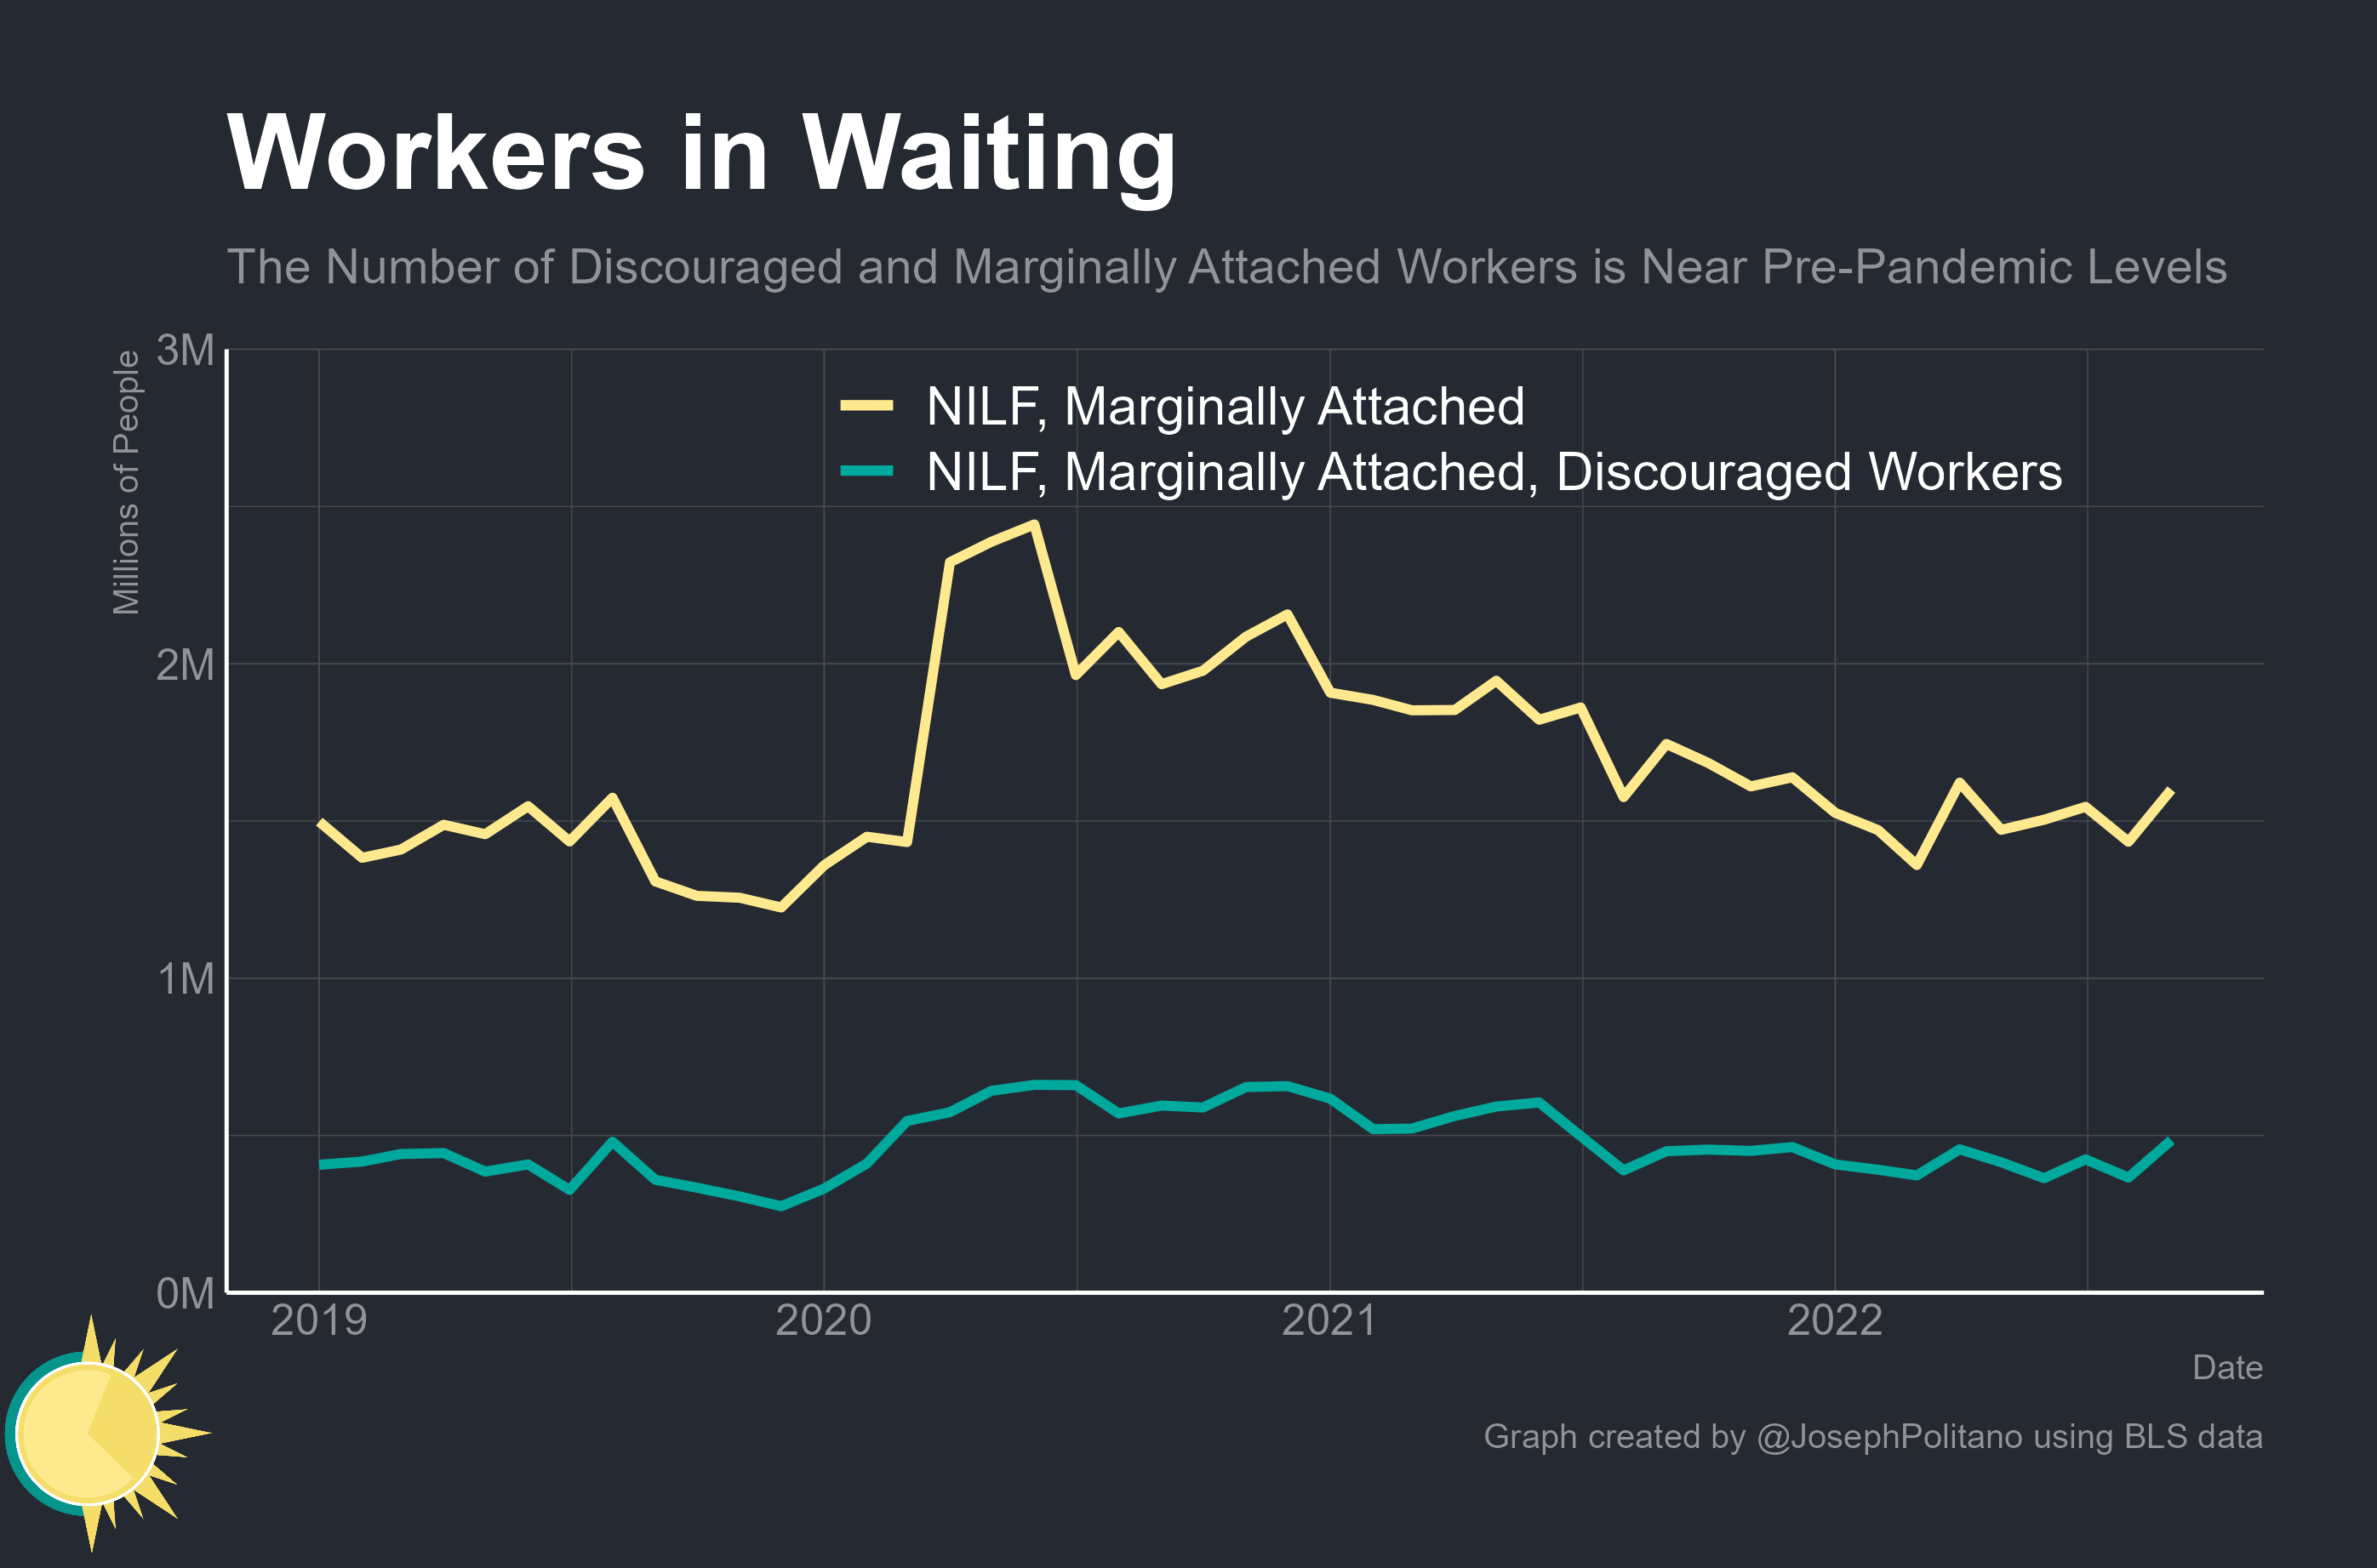 Workers in Waiting
The Number of Discouraged and Marginally Attached Workers is Near Pre-Pandemic Levels
Millions of People
3M
NILF, Marginally Attached
NILF, Marginally Attached, Discouraged Workers
2M
1M
0M
2019 2020 2021 2022
Date
Graph created by @JosephPolitano using BLS data